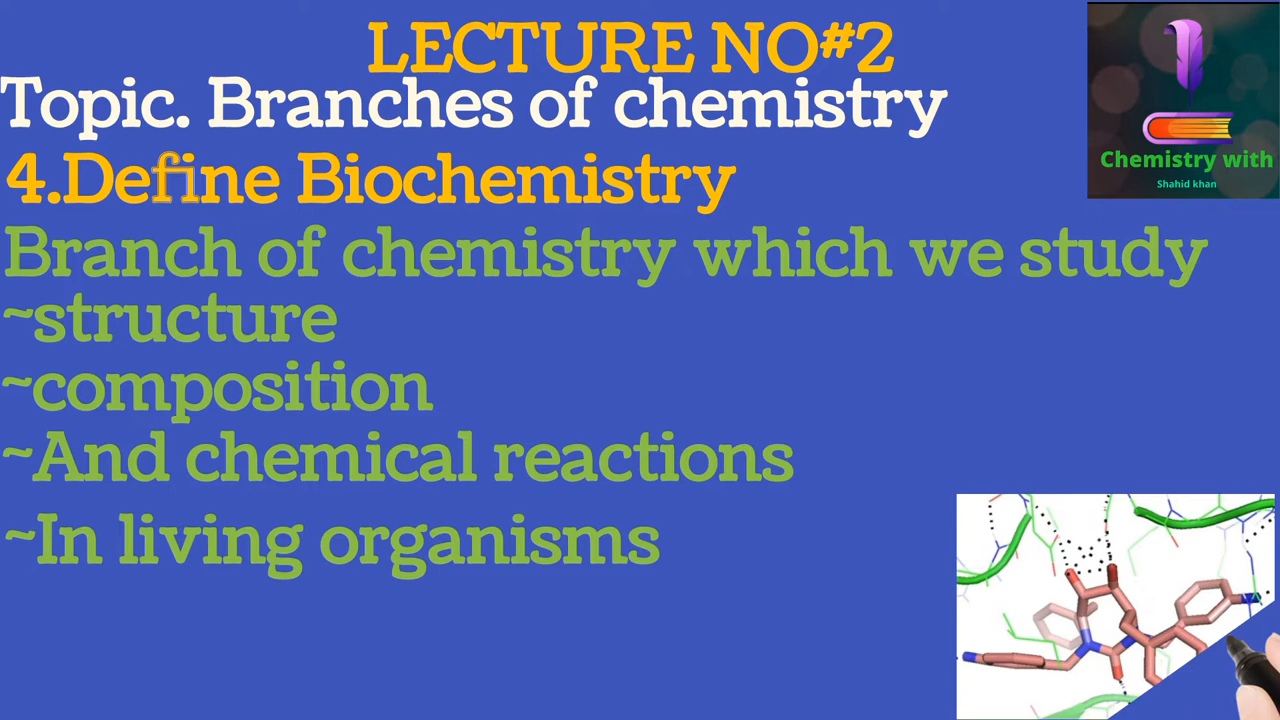 LECTURE NO#2
Topic. Branches of chemistry
4.Define Biochemistry
Branch of chemistry which we study
~structure
~composition
~And chemical reactions
~In living organisms
Chemistry with
Shahid khan